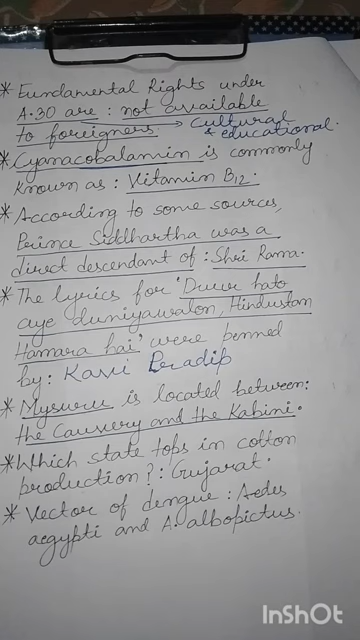 * Fundamental Rights under
A.30 are : not available
to foreigners. → Cultural
& educational.
* Cyanacobalamin is commonly
known as : Vitamin B12.
* According to some sources,
Prince Siddhartha was a
direct descendant of : Shri Rama.
* The lyrics for 'Duur hato
aye duniyawalon, Hindustan
Hamara hai' were penned
by : Kavi Pradip
* Mysuru is located between:
the Cauvery and the Kabini.
* Which state tops in cotton
production? : Gujarat.
* Vector of dengue : Aedes
aegypti and A. albopictus.
InShOt